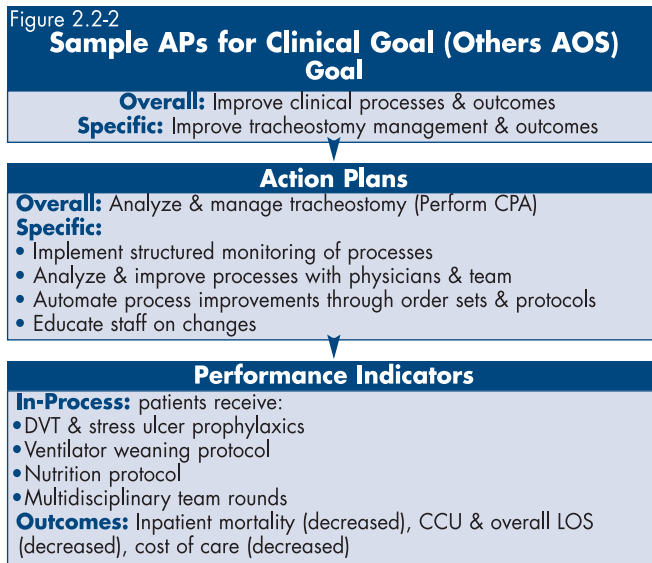 Figure 2.2-2
Sample APs for Clinical Goal (Others AOS)
Goal
Overall: Improve clinical processes & outcomes
Specific: Improve tracheostomy management & outcomes
Action Plans
Overall: Analyze & manage tracheostomy (Perform CPA)
Specific:
• Implement structured monitoring of processes
• Analyze & improve processes with physicians & team
• Automate process improvements through order sets & protocols
• Educate staff on changes
Performance Indicators
In-Process: patients receive:
•DVT & stress ulcer prophylaxics
•Ventilator weaning protocol
•Nutrition protocol
•Multidisciplinary team rounds
Outcomes: Inpatient mortality (decreased), CCU & overall LOS
(decreased), cost of care (decreased)